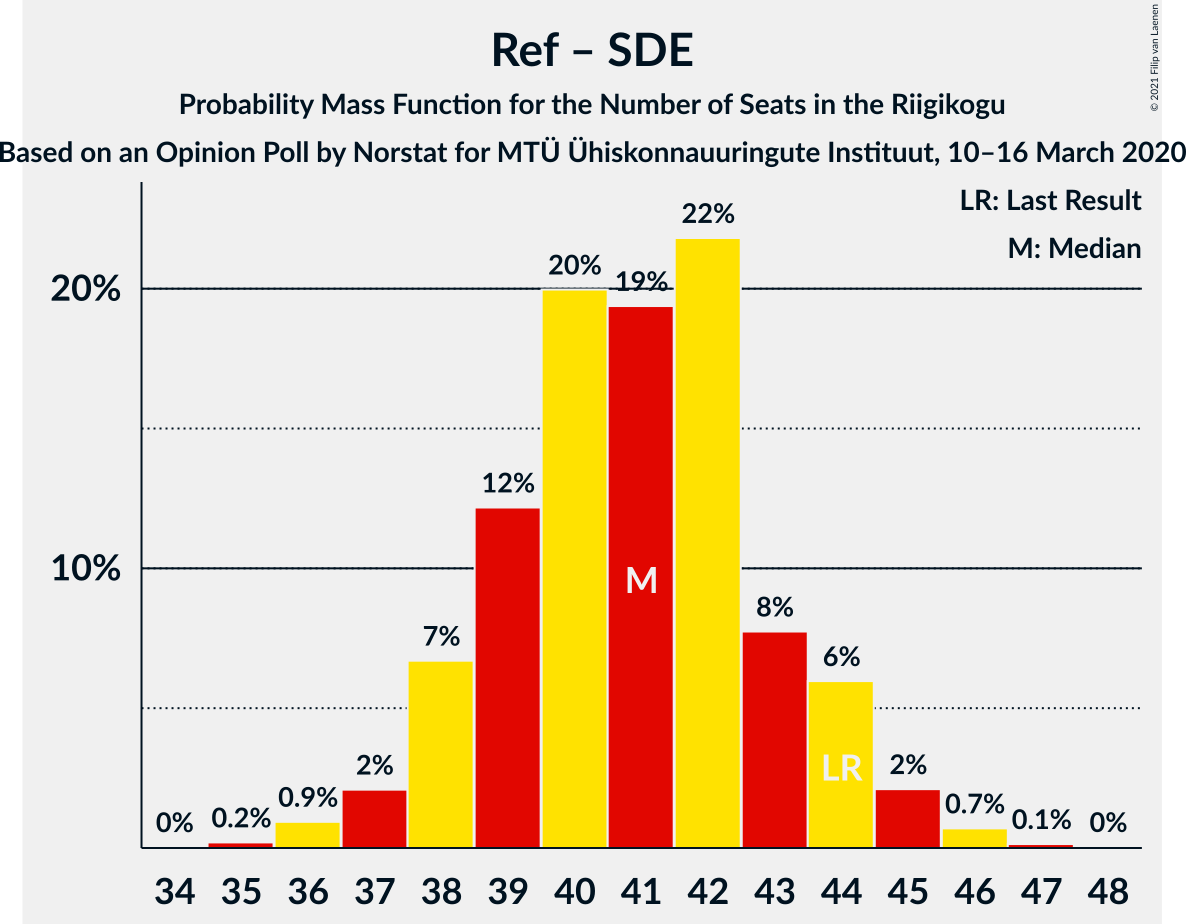 Ref – SDE
Probability Mass Function for the Number of Seats in the Riigikogu
Based on an Opinion Poll by Norstat for MTÜ Ühiskonnauuringute Instituut, 10–16 March 2020
© 2021 Filip van Laenen
LR: Last Result
M: Median
22%
20%
19%
20%
12%
10%
M
8%
7%
6%
LR
2%
2%
0.9%
0.7%
0% 0.2%
0.1% 0%
34 35 36 37 38 39 40 41 42 43 44 45 46 47 48